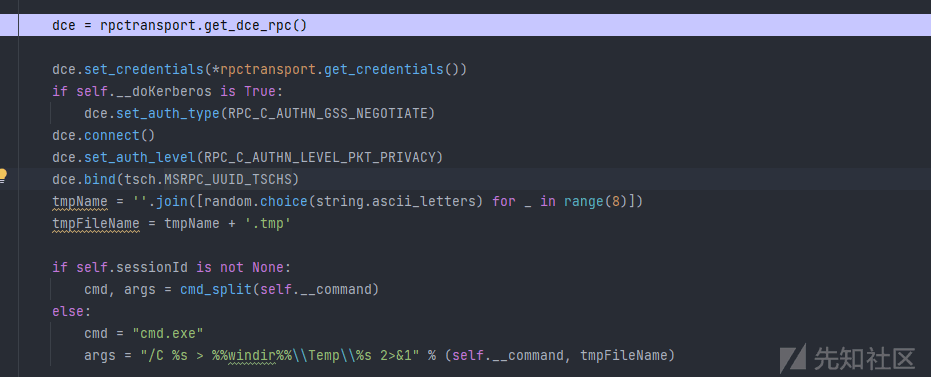 dce = rpctransport.get_dce_rpc()
dce.set_credentials(*rpctransport.get_credentials())
if self.__doKerberos is True:
dce.set_auth_type(RPC_C_AUTHN_GSS_NEGOTIATE)
dce.connect()
dce.set_auth_level(RPC_C_AUTHN_LEVEL_PKT_PRIVACY)
dce.bind(tsch.MSRPC_UUID_TSCHS)
tmpName = ''.join([random.choice(string.ascii_letters) for _ in range(8)])
tmpFileName = tmpName + '.tmp'
if self.sessionId is not None:
cmd, args = cmd_split(self.__command)
else:
cmd = "cmd.exe"
args = "/C %s > %%windir%%\\Temp\\%s 2>&1" % (self.__command, tmpFileName)
先知社区